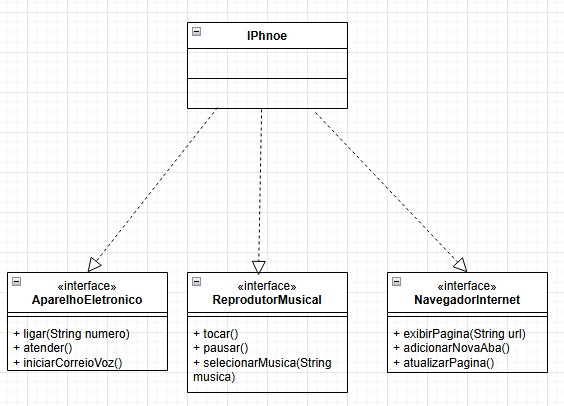 IPhnoe
«interface»
AparelhoEletronico
+ ligar(String numero)
+ atender()
+ iniciarCorreioVoz()
«interface»
ReprodutorMusical
+ tocar()
+ pausar()
+ selecionarMusica(String
musica)
«interface»
NavegadorInternet
+ exibirPagina(String url)
+ adicionarNovaAba()
+ atualizarPagina()